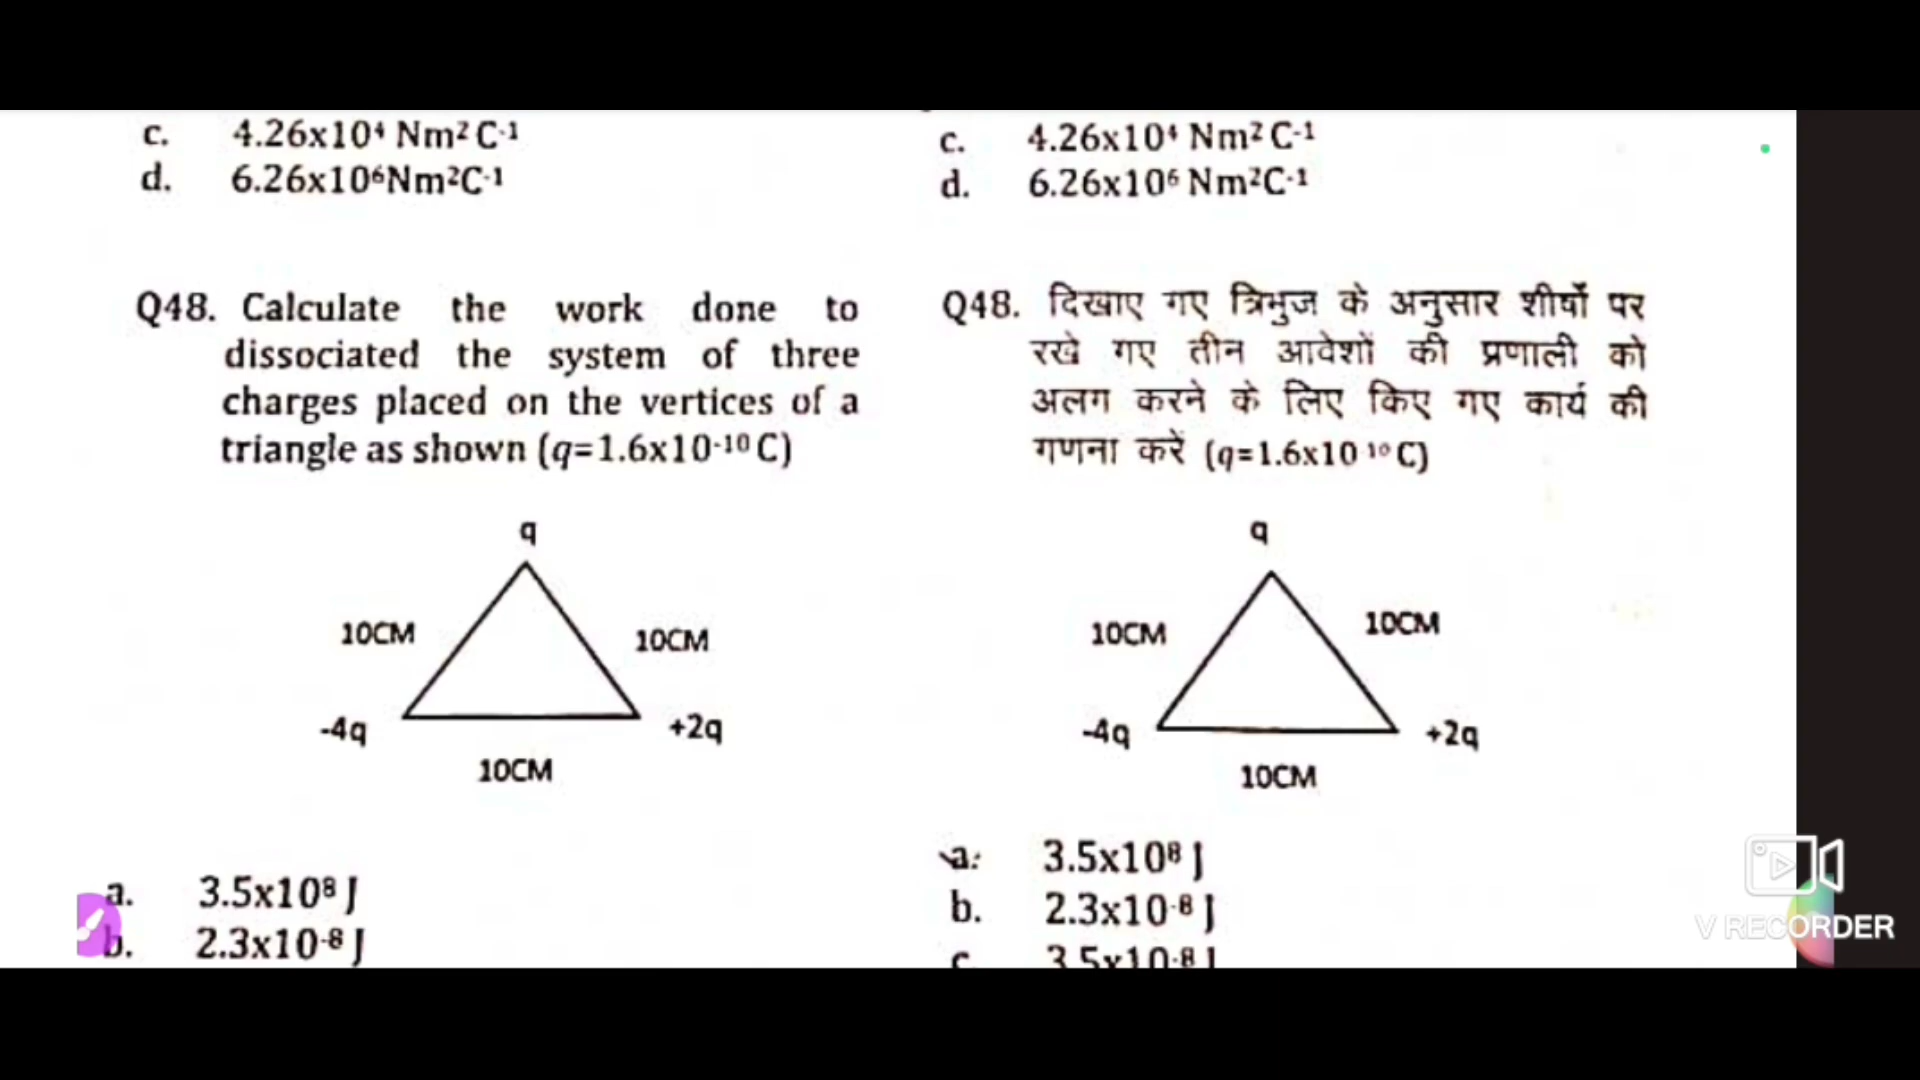 c. 4.26x10⁴ Nm² C-1
d. 6.26x10⁶Nm²C-1
Q48. Calculate the work done to
dissociated the system of three
charges placed on the vertices of a
triangle as shown (q=1.6x10-10 C)
q
10CM
10CM
-4q
+2q
10CM
a. 3.5x10⁸ J
b. 2.3x10-8 J
c. 4.26x10⁴ Nm² C-1
d. 6.26x10⁶ Nm²C-1
Q48. दिखाए गए त्रिभुज के अनुसार शीर्षों पर
रखे गए तीन आवेशों की प्रणाली को
अलग करने के लिए किए गए कार्य की
गणना करें (q=1.6x10-10 C)
q
10CM
10CM
-4q
+2q
10CM
a. 3.5x10⁸ J
b. 2.3x10-8 J
c 3.5x10-8 J
V RECORDER